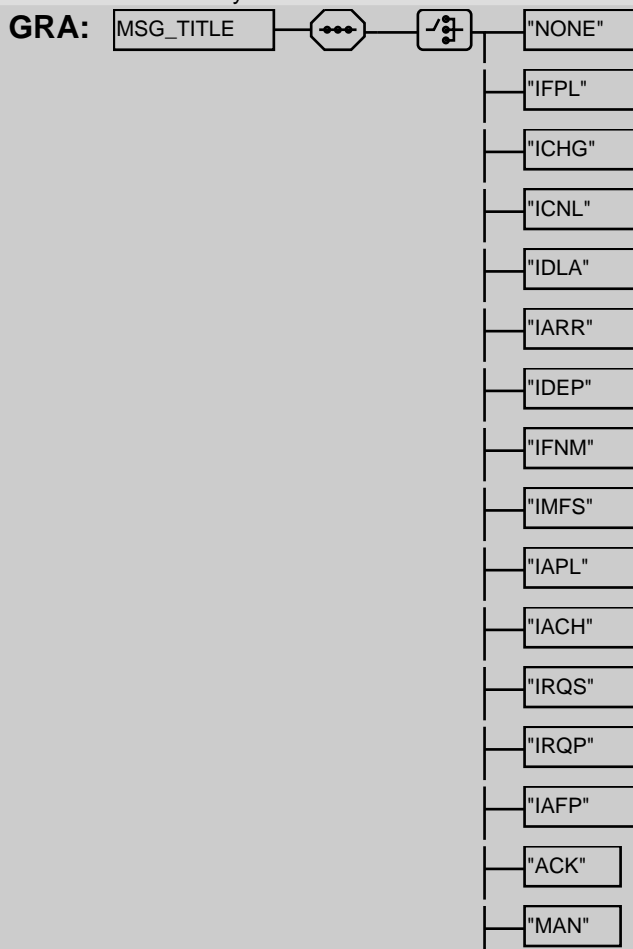 GRA: MSG_TITLE "NONE"
"IFPL"
"ICHG"
"ICNL"
"IDLA"
"IARR"
"IDEP"
"IFNM"
"IMFS"
"IAPL"
"IACH"
"IRQS"
"IRQP"
"IAFP"
"ACK"
"MAN"